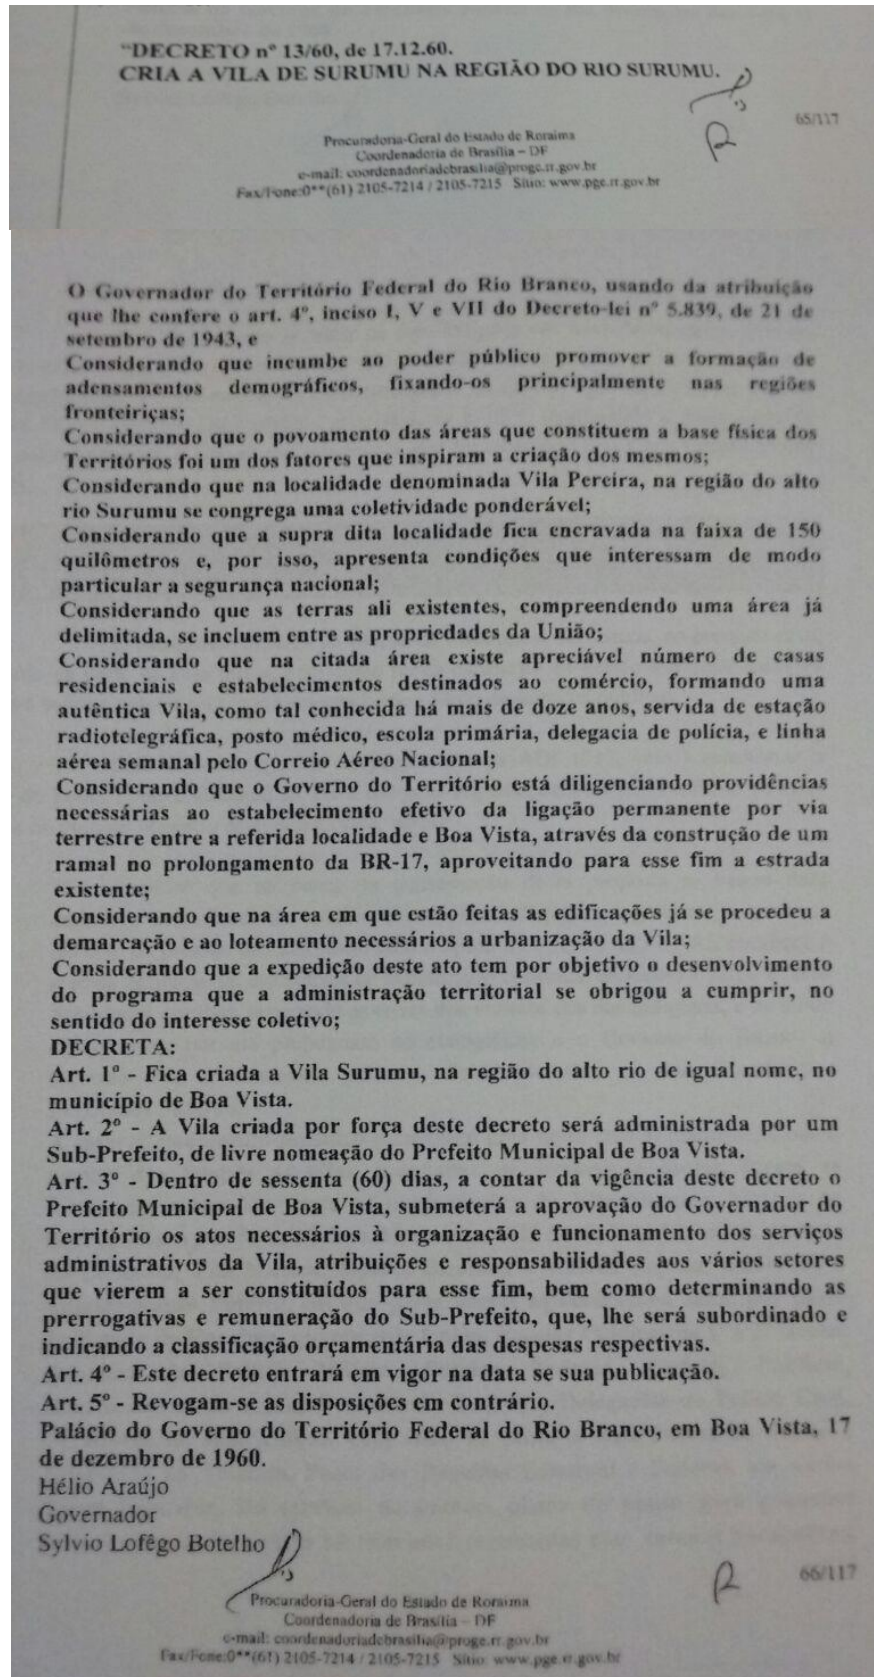 "DECRETO nº 13/60, de 17.12.60.
CRIA A VILA DE SURUMU NA REGIÃO DO RIO SURUMU.
65/117
Procuradoria-Geral do Estado de Roraima
Coordenadoria de Brasília – DF
e-mail: coordenadoriadebrasilia@proge.rr.gov.br
Fax/Fone:0**(61) 2105-7214 / 2105-7215 Sítio: www.pge.rr.gov.br
O Governador do Território Federal do Rio Branco, usando da atribuição
que lhe confere o art. 4º, inciso I, V e VII do Decreto-lei nº 5.839, de 21 de
setembro de 1943, e
Considerando que incumbe ao poder público promover a formação de
adensamentos demográficos, fixando-os principalmente nas regiões
fronteiriças;
Considerando que o povoamento das áreas que constituem a base física dos
Territórios foi um dos fatores que inspiram a criação dos mesmos;
Considerando que na localidade denominada Vila Pereira, na região do alto
rio Surumu se congrega uma coletividade ponderável;
Considerando que a supra dita localidade fica encravada na faixa de 150
quilômetros e, por isso, apresenta condições que interessam de modo
particular a segurança nacional;
Considerando que as terras ali existentes, compreendendo uma área já
delimitada, se incluem entre as propriedades da União;
Considerando que na citada área existe apreciável número de casas
residenciais e estabelecimentos destinados ao comércio, formando uma
autêntica Vila, como tal conhecida há mais de doze anos, servida de estação
radiotelegráfica, posto médico, escola primária, delegacia de polícia, e linha
aérea semanal pelo Correio Aéreo Nacional;
Considerando que o Governo do Território está diligenciando providências
necessárias ao estabelecimento efetivo da ligação permanente por via
terrestre entre a referida localidade e Boa Vista, através da construção de um
ramal no prolongamento da BR-17, aproveitando para esse fim a estrada
existente;
Considerando que na área em que estão feitas as edificações já se procedeu a
demarcação e ao loteamento necessários a urbanização da Vila;
Considerando que a expedição deste ato tem por objetivo o desenvolvimento
do programa que a administração territorial se obrigou a cumprir, no
sentido do interesse coletivo;
DECRETA:
Art. 1º - Fica criada a Vila Surumu, na região do alto rio de igual nome, no
município de Boa Vista.
Art. 2º - A Vila criada por força deste decreto será administrada por um
Sub-Prefeito, de livre nomeação do Prefeito Municipal de Boa Vista.
Art. 3º - Dentro de sessenta (60) dias, a contar da vigência deste decreto o
Prefeito Municipal de Boa Vista, submeterá a aprovação do Governador do
Território os atos necessários à organização e funcionamento dos serviços
administrativos da Vila, atribuições e responsabilidades aos vários setores
que vierem a ser constituídos para esse fim, bem como determinando as
prerrogativas e remuneração do Sub-Prefeito, que, lhe será subordinado e
indicando a classificação orçamentária das despesas respectivas.
Art. 4º - Este decreto entrará em vigor na data se sua publicação.
Art. 5º - Revogam-se as disposições em contrário.
Palácio do Governo do Território Federal do Rio Branco, em Boa Vista, 17
de dezembro de 1960.
Hélio Araújo
Governador
Sylvio Lofêgo Botelho
66/117
Procuradoria-Geral do Estado de Roraima
Coordenadoria de Brasília – DF
e-mail: coordenadoriadebrasilia@proge.rr.gov.br
Fax/Fone:0**(61) 2105-7214 / 2105-7215 Sítio: www.pge.rr.gov.br